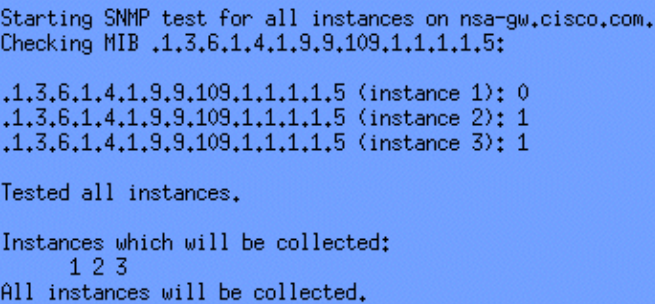 Starting SNMP test for all instances on nsa-gw.cisco.com.
Checking MIB .1.3.6.1.4.1.9.9.109.1.1.1.1.5:
.1.3.6.1.4.1.9.9.109.1.1.1.1.5 (instance 1): 0
.1.3.6.1.4.1.9.9.109.1.1.1.1.5 (instance 2): 1
.1.3.6.1.4.1.9.9.109.1.1.1.1.5 (instance 3): 1
Tested all instances.
Instances which will be collected:
1 2 3
All instances will be collected.